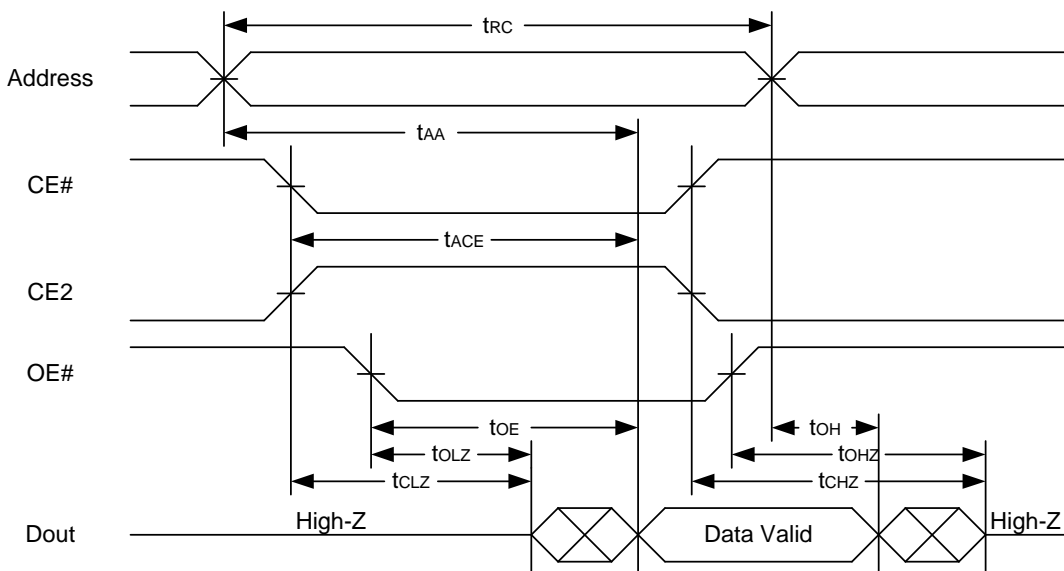 tRC
Address
tAA
CE#
tACE
CE2
OE#
tOE
tOH
tOLZ
tOHZ
tCLZ
tCHZ
High-Z
High-Z
Dout
Data Valid